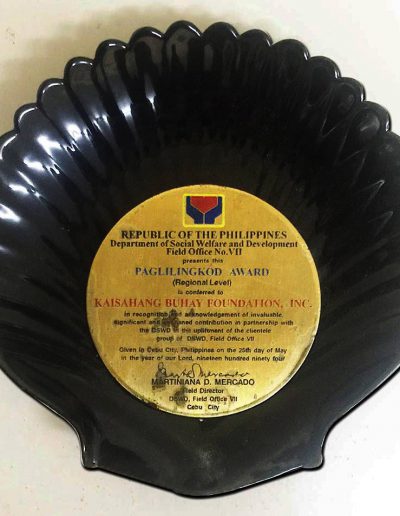 REPUBLIC OF THE PHILIPPINES
Department of Social Welfare and Development
Field Office No. VII
presents this
PAGLILINGKOD AWARD
(Regional Level)
is conferred to
KAISAHANG BUHAY FOUNDATION, INC.
in recognition and acknowledgement of invaluable,
significant and contribution in partnership with
the DSWD in the upliftment of the clientele
group of DSWD, Field Office VII
Given in Cebu City, Philippines on the 25th day of May
in the year of our Lord, nineteen hundred ninety four
MARTINIANA D. MERCADO
Field Director
DSWD, Field Office VII
Cebu City